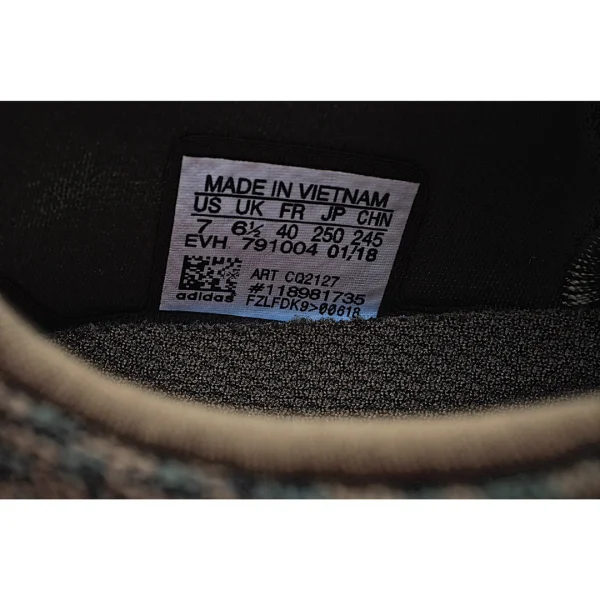 MADE IN VIETNAM
US UK FR JP CHN
7 6½ 40 250 245
EVH 791004 01/18
ART CQ2127
#118981735
adidas FZLFDK9>00618